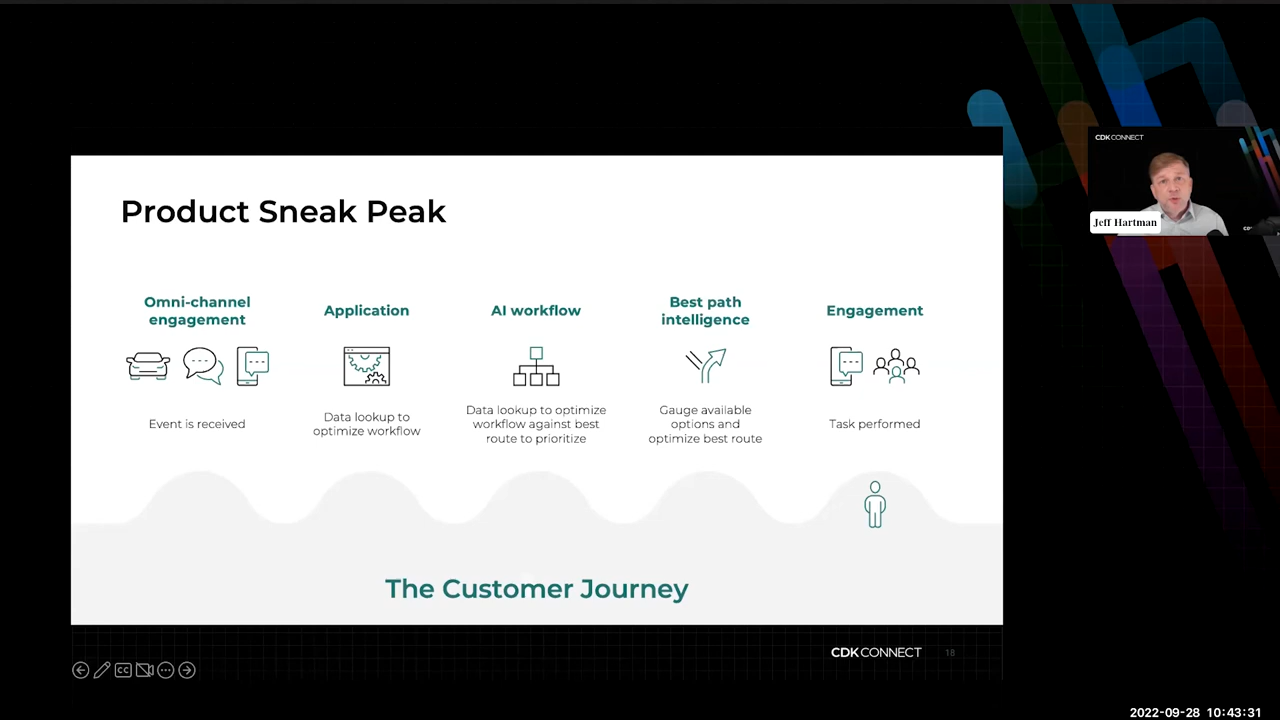 Product Sneak Peak
Omni-channel
engagement
Application
AI workflow
Best path
intelligence
Engagement
Event is received
Data lookup to
optimize workflow
Data lookup to optimize
workflow against best
route to prioritize
Gauge available
options and
optimize best route
Task performed
The Customer Journey
CDK CONNECT
18
CC
CDK CONNECT
Jeff Hartman
2022-09-28 10:43:31